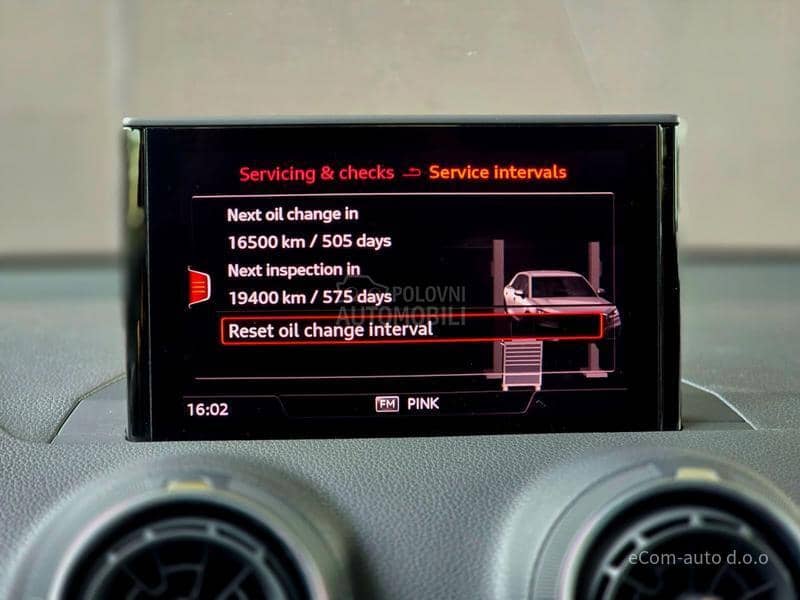 Servicing & checks Service intervals
Next oil change in
16500 km / 505 days
Next inspection in
19400 km / 575 days
POLOVNI
AUTOMOBILI
Reset oil change interval
16:02 FM PINK
eCom-auto d.o.o